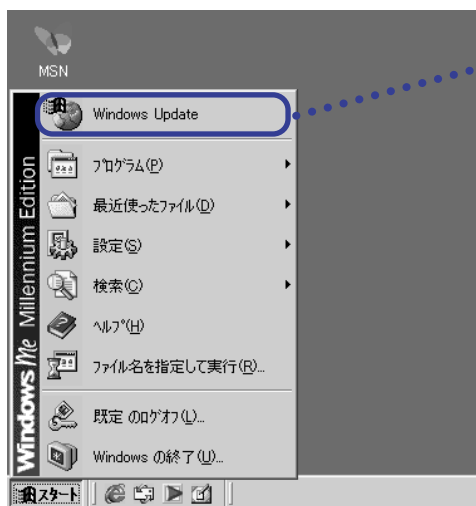 MSN
Windows Update
ﾌﾟﾛｸﾞﾗﾑ(P)
最近使ったﾌｧｲﾙ(D)
設定(S)
検索(C)
ﾍﾙﾌﾟ(H)
ﾌｧｲﾙ名を指定して実行(R)...
既定 のﾛｸﾞｵﾌ(L)...
Windows の終了(U)...
Windows Me Millennium Edition
スタート